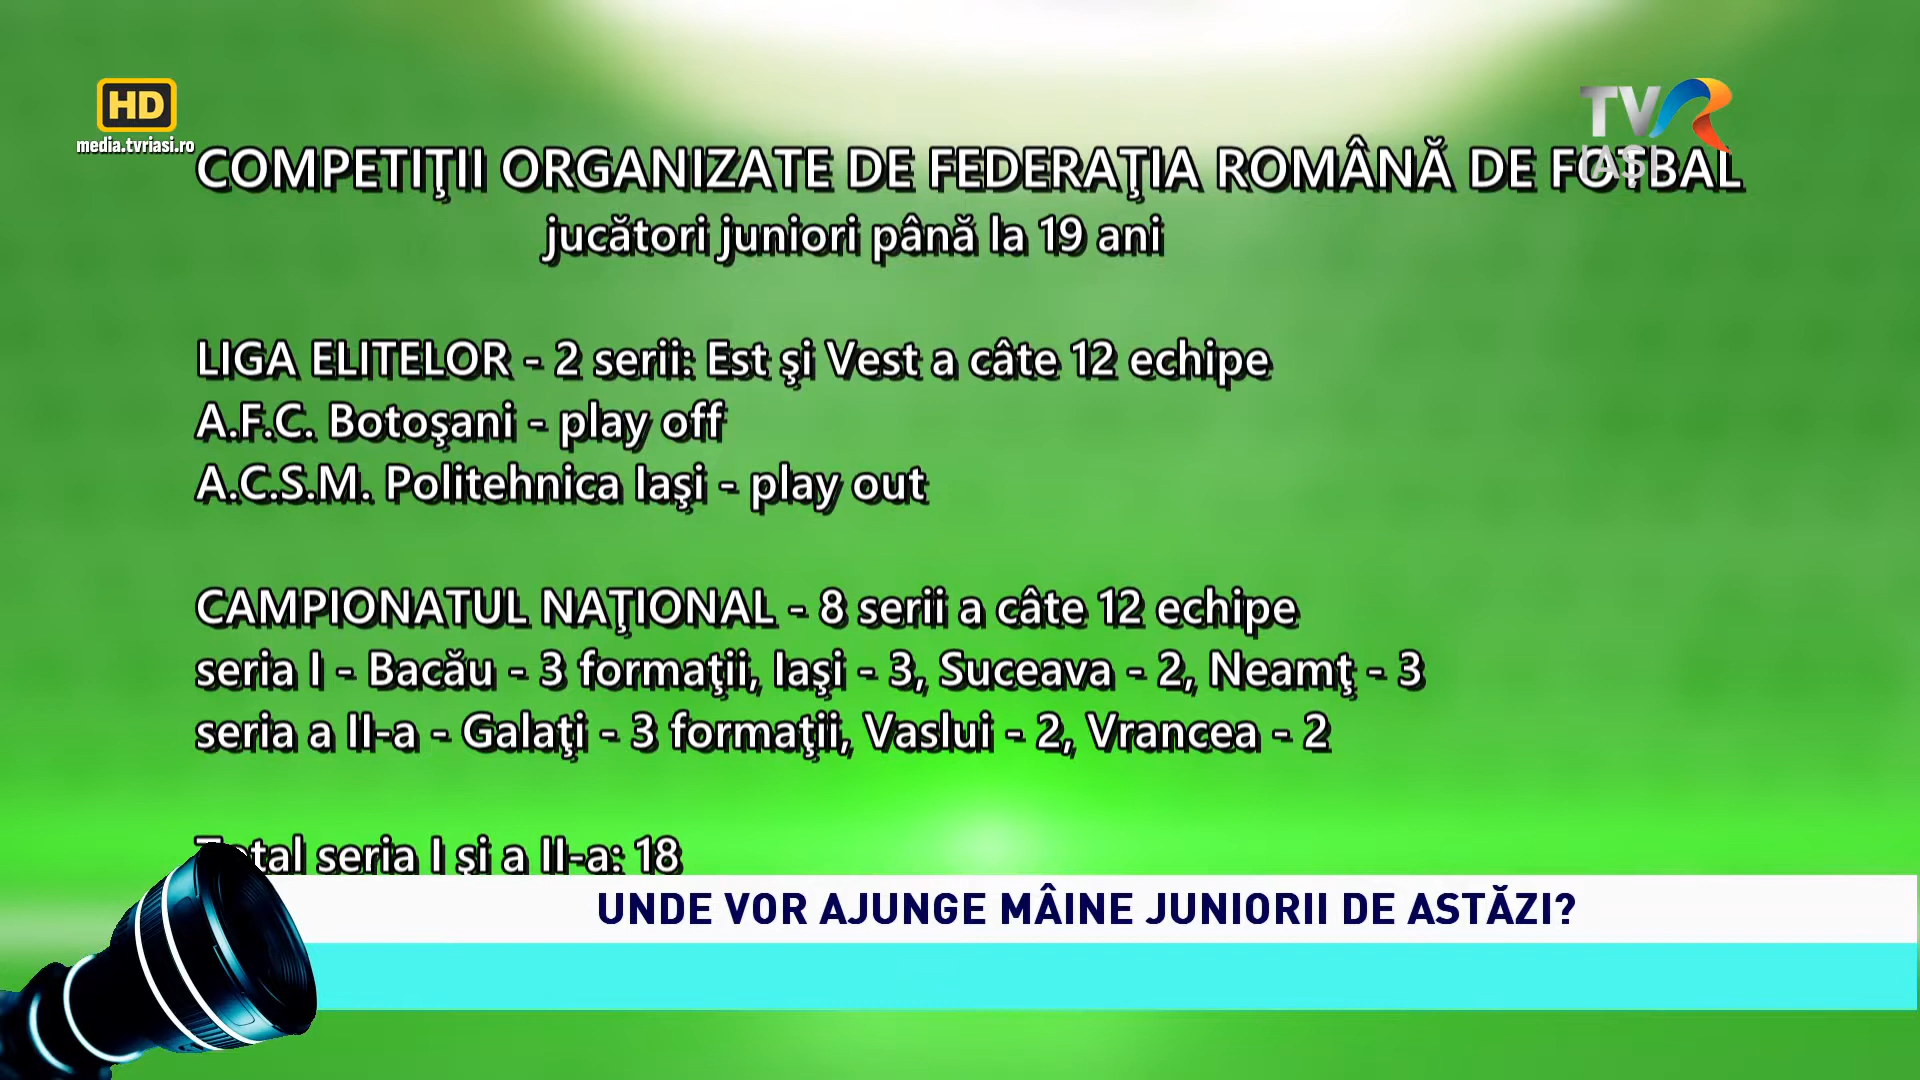 HD
media.tvriasi.ro
TVR
IAȘI
COMPETIŢII ORGANIZATE DE FEDERAŢIA ROMÂNĂ DE FOTBAL
jucători juniori până la 19 ani
LIGA ELITELOR - 2 serii: Est şi Vest a câte 12 echipe
A.F.C. Botoşani - play off
A.C.S.M. Politehnica Iaşi - play out
CAMPIONATUL NAŢIONAL - 8 serii a câte 12 echipe
seria I - Bacău - 3 formaţii, Iaşi - 3, Suceava - 2, Neamţ - 3
seria a II-a - Galaţi - 3 formaţii, Vaslui - 2, Vrancea - 2
Total seria I şi a II-a: 18
UNDE VOR AJUNGE MÂINE JUNIORII DE ASTĂZI?